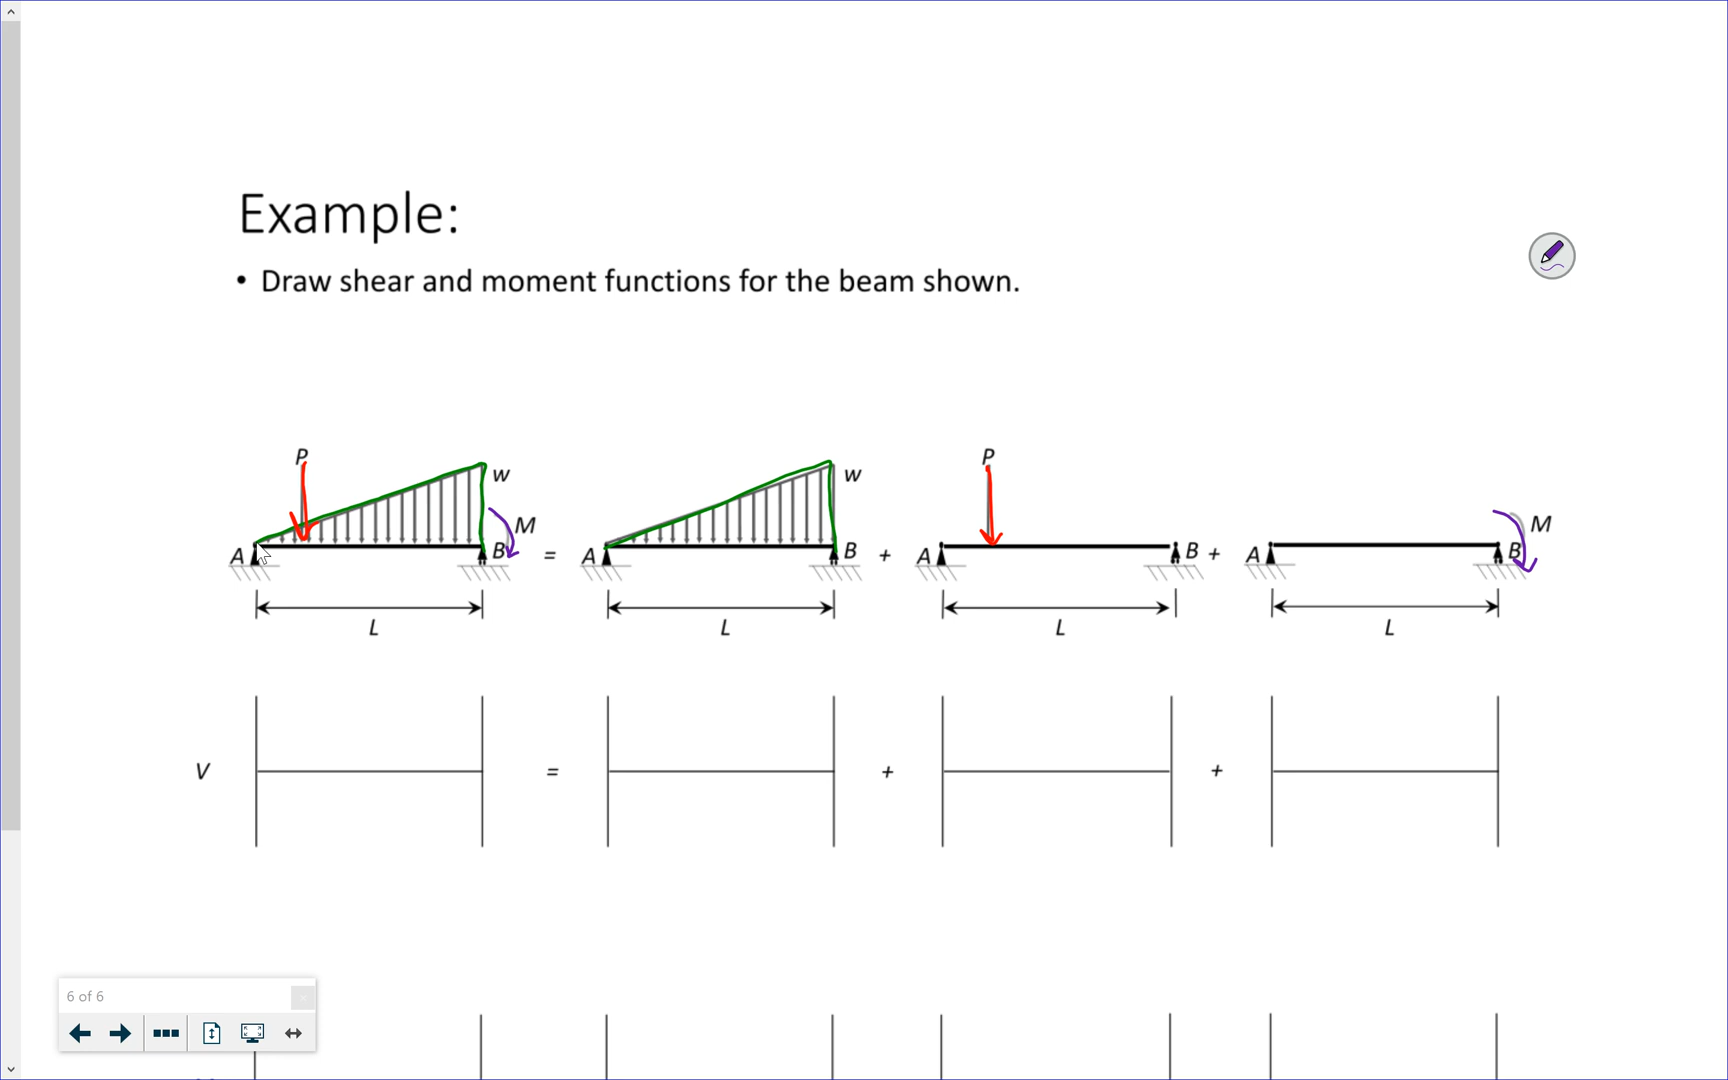 Example:
• Draw shear and moment functions for the beam shown.
P
w
M
A
B
=
L
w
A
B
+
L
P
A
B
+
L
M
A
B
L
V
=
+
+
6 of 6